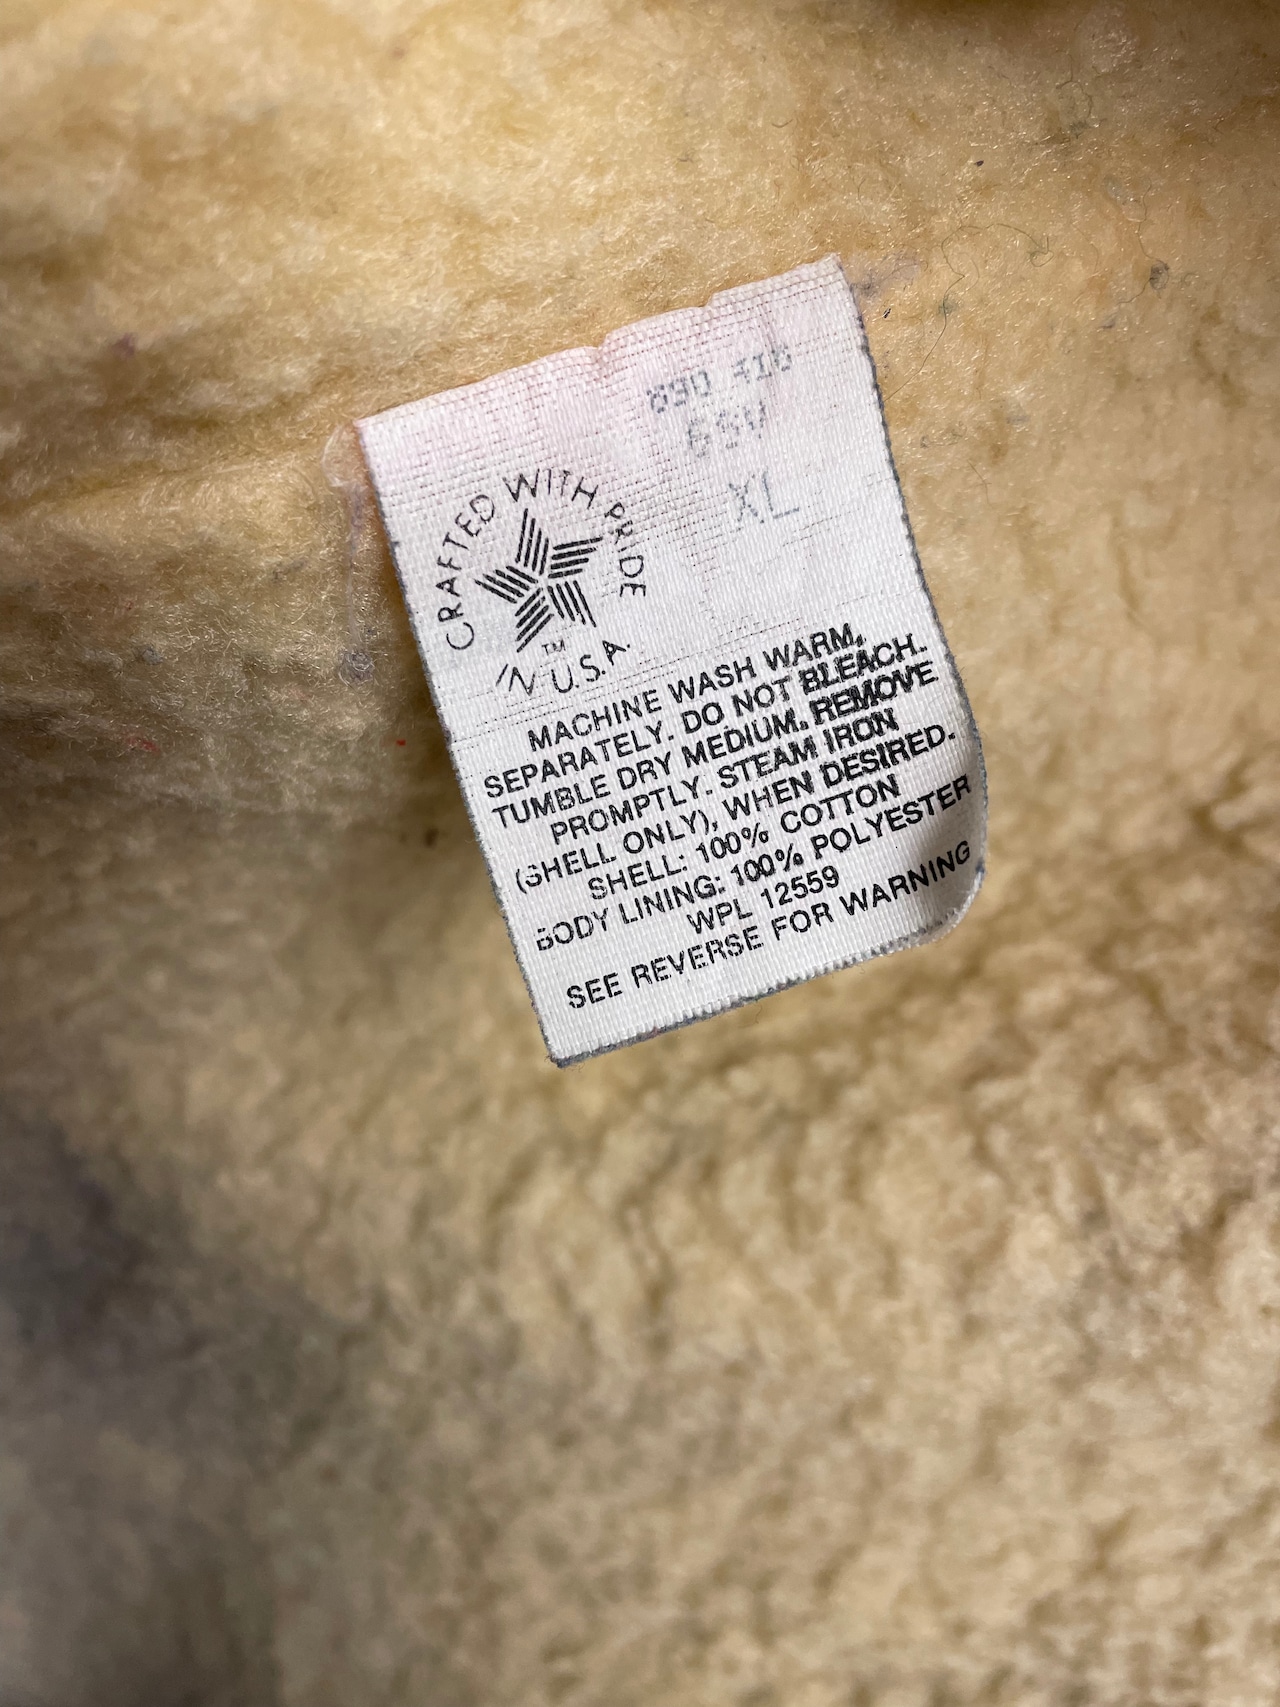 XL
CRAFTED WITH PRIDE
TM
IN U.S.A.
MACHINE WASH WARM,
SEPARATELY. DO NOT BLEACH.
TUMBLE DRY MEDIUM. REMOVE
PROMPTLY. STEAM IRON
(SHELL ONLY), WHEN DESIRED.
SHELL: 100% COTTON
BODY LINING: 100% POLYESTER
WPL 12559
SEE REVERSE FOR WARNING